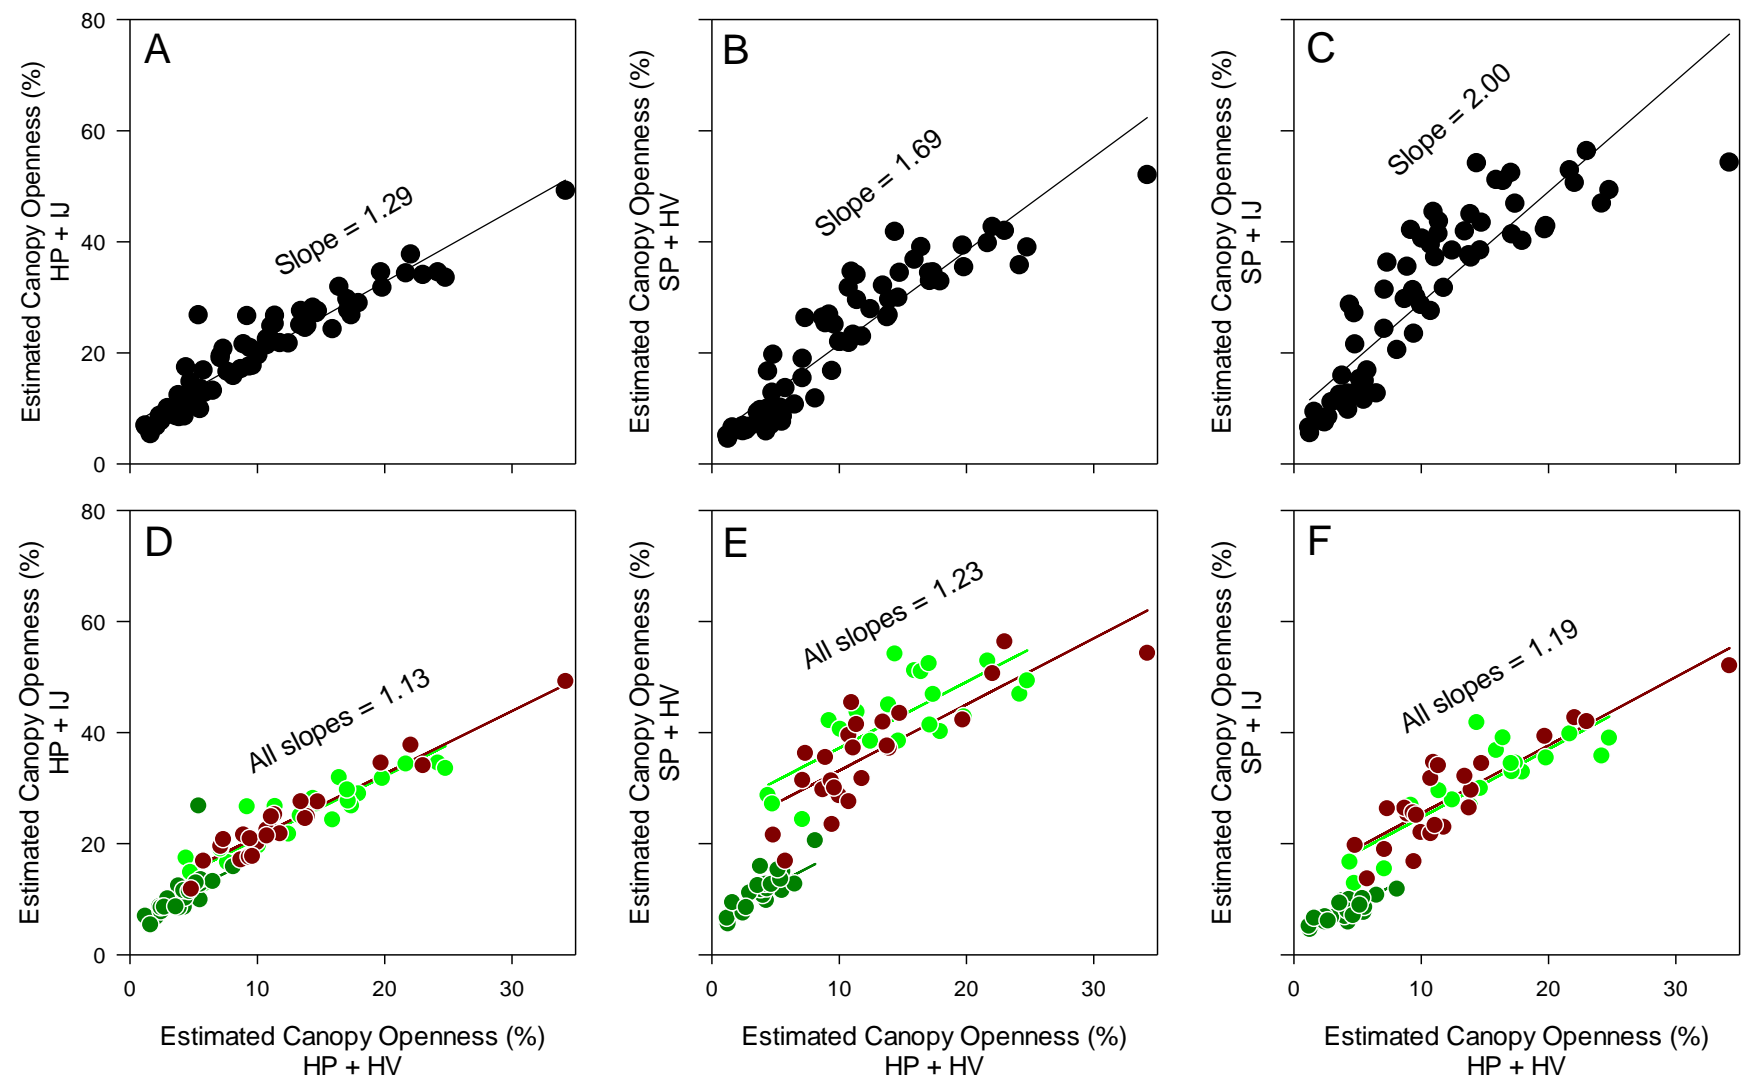 A
Slope = 1.29
Estimated Canopy Openness (%)
HP + IJ
80
60
40
20
0
B
Slope = 1.69
Estimated Canopy Openness (%)
SP + HV
C
Slope = 2.00
Estimated Canopy Openness (%)
SP + IJ
D
All slopes = 1.13
Estimated Canopy Openness (%)
HP + IJ
80
60
40
20
0
0 10 20 30
Estimated Canopy Openness (%)
HP + HV
E
All slopes = 1.23
Estimated Canopy Openness (%)
SP + HV
0 10 20 30
Estimated Canopy Openness (%)
HP + HV
F
All slopes = 1.19
Estimated Canopy Openness (%)
SP + IJ
0 10 20 30
Estimated Canopy Openness (%)
HP + HV